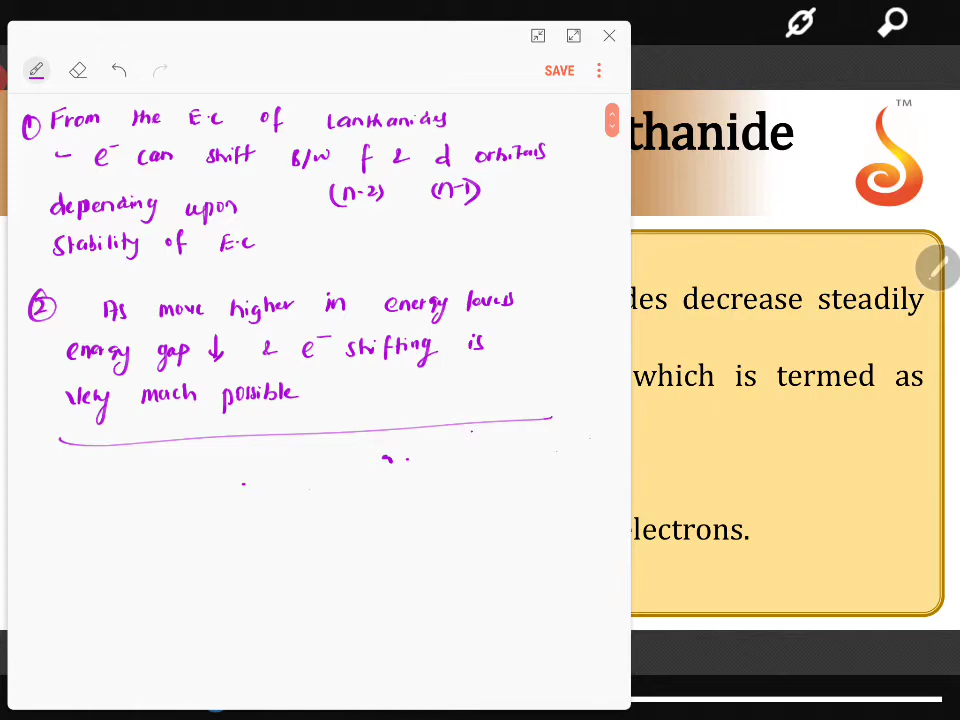 SAVE
TM
thanide
① From the E.C of Lanthanides
- e⁻ can shift B/w f & d orbitals
(n-2) (n-1)
depending upon
Stability of E.C
② As move higher in energy levels
energy gap ↓ & e⁻ shifting is
very much possible
des decrease steadily
which is termed as
electrons.